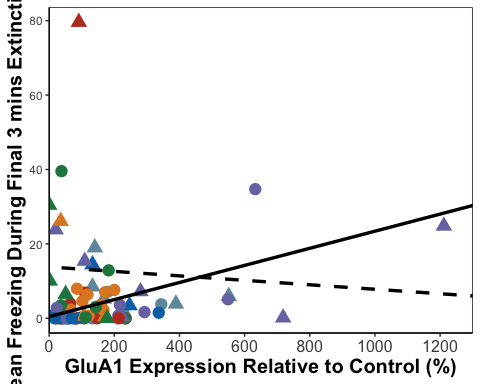 ean Freezing During Final 3 mins Extincti
80
60
40
20
0
0 200 400 600 800 1000 1200
GluA1 Expression Relative to Control (%)